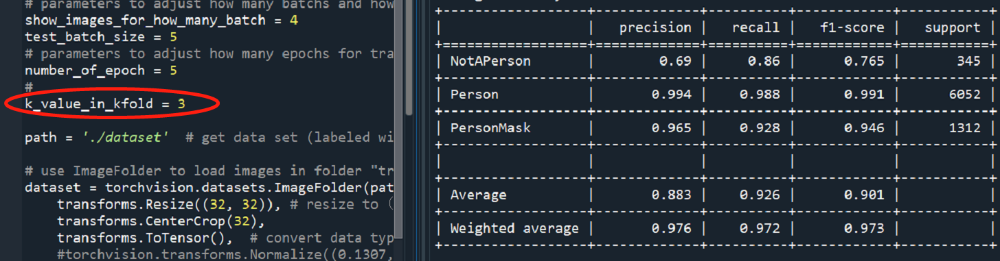 # parameters to adjust how many batchs and how
show_images_for_how_many_batch = 4
test_batch_size = 5
# parameters to adjust how many epochs for tra
number_of_epoch = 5
#
k_value_in_kfold = 3
path = './dataset'  # get data set (labeled wi
# use ImageFolder to load images in folder "tr
dataset = torchvision.datasets.ImageFolder(pat
    transforms.Resize((32, 32)), # resize to (
    transforms.CenterCrop(32),
    transforms.ToTensor(),  # convert data typ
    #torchvision.transforms.Normalize((0.1307,
+------------------+-------------+----------+------------+-----------+
|                  |   precision |   recall |   f1-score |   support |
+==================+=============+==========+============+===========+
| NotAPerson       |        0.69 |     0.86 |      0.765 |       345 |
+------------------+-------------+----------+------------+-----------+
| Person           |       0.994 |    0.988 |      0.991 |      6052 |
+------------------+-------------+----------+------------+-----------+
| PersonMask       |       0.965 |    0.928 |      0.946 |      1312 |
+------------------+-------------+----------+------------+-----------+
|                  |             |          |            |           |
+------------------+-------------+----------+------------+-----------+
| Average          |       0.883 |    0.926 |      0.901 |           |
+------------------+-------------+----------+------------+-----------+
| Weighted average |       0.976 |    0.972 |      0.973 |           |
+------------------+-------------+----------+------------+-----------+